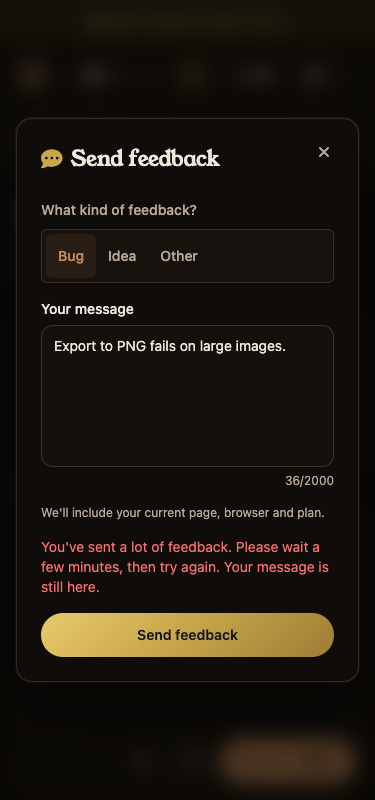 Send feedback
What kind of feedback?
Bug Idea Other
Your message
Export to PNG fails on large images.
36/2000
We'll include your current page, browser and plan.
You've sent a lot of feedback. Please wait a
few minutes, then try again. Your message is
still here.
Send feedback